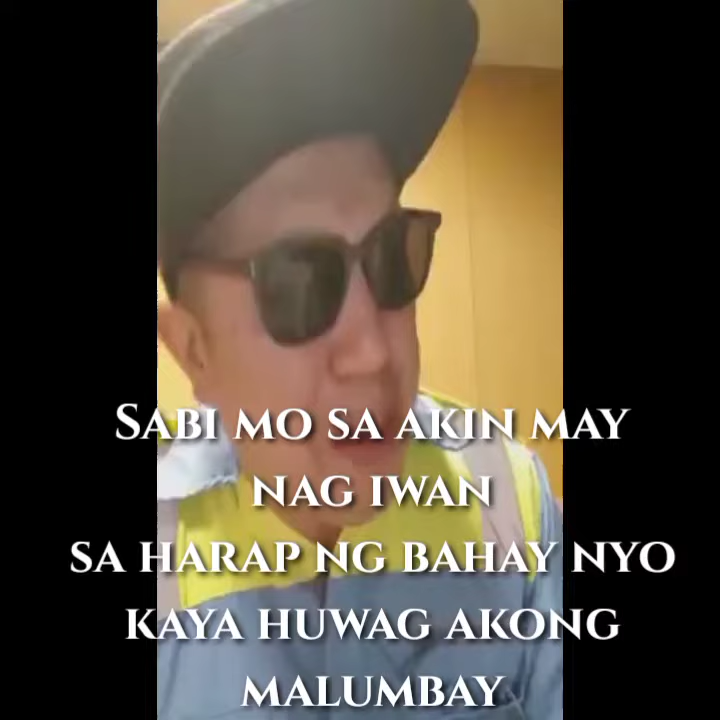 Sabi mo sa akin may
nag iwan
sa harap ng bahay nyo
kaya huwag akong
malumbay